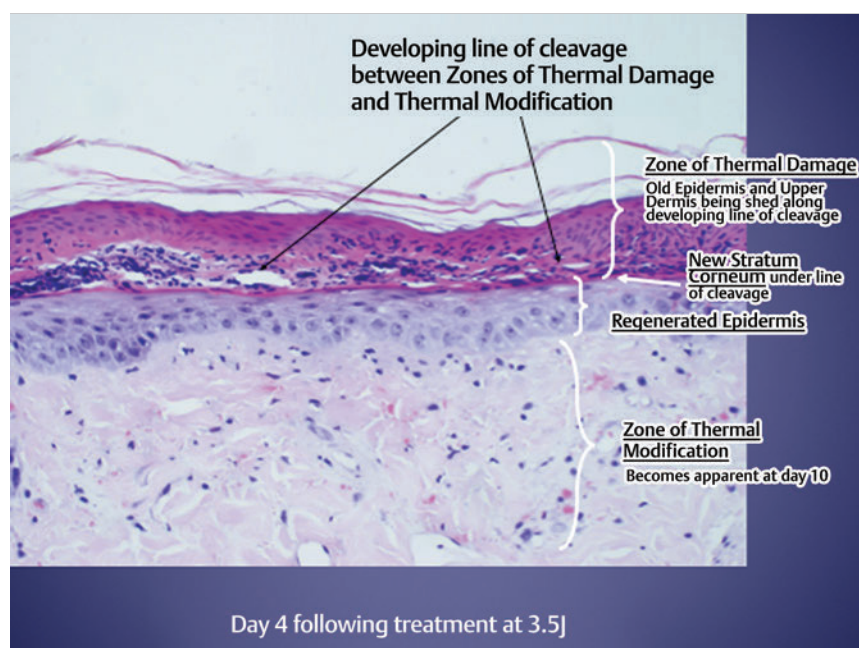 Developing line of cleavage
between Zones of Thermal Damage
and Thermal Modification
Zone of Thermal Damage
Old Epidermis and Upper
Dermis being shed along
developing line of cleavage
New Stratum
Corneum under line
of cleavage
Regenerated Epidermis
Zone of Thermal
Modification
Becomes apparent at day 10
Day 4 following treatment at 3.5J